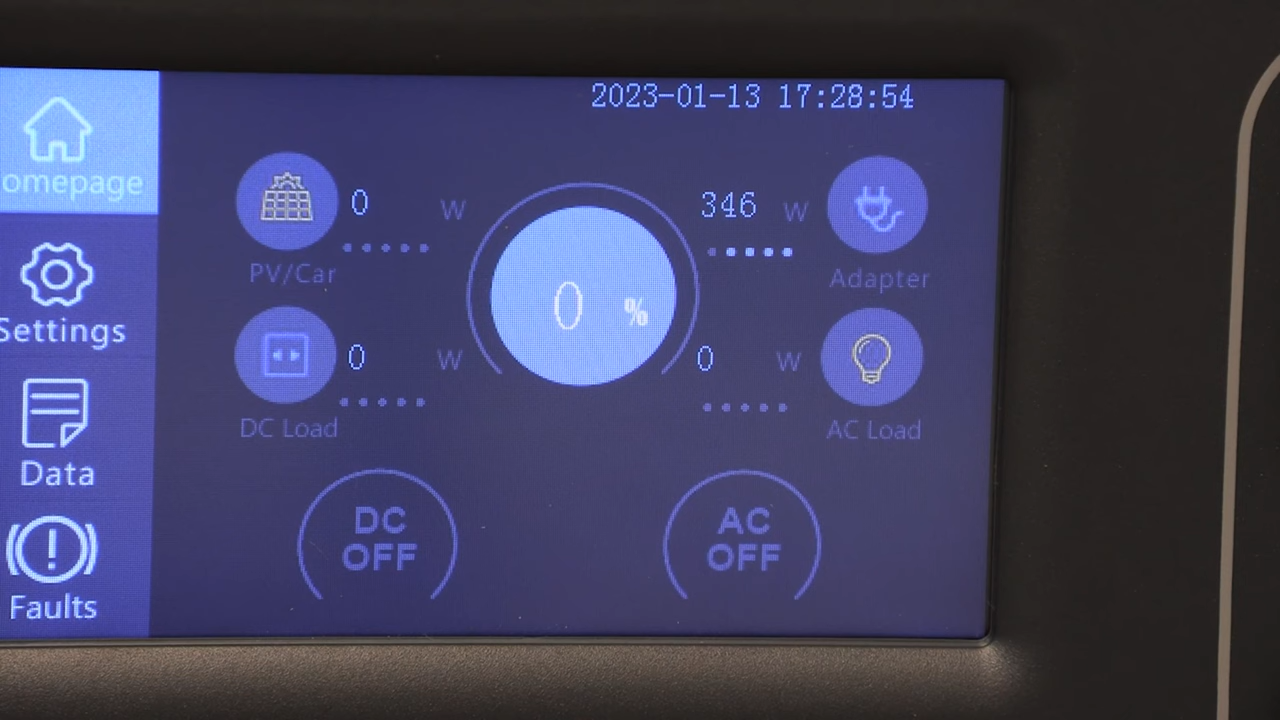 2023-01-13 17:28:54
omepage
Settings
Data
Faults
0 W
PV/Car
346 W
Adapter
0 %
0 W
DC Load
0 W
AC Load
DC
OFF
AC
OFF